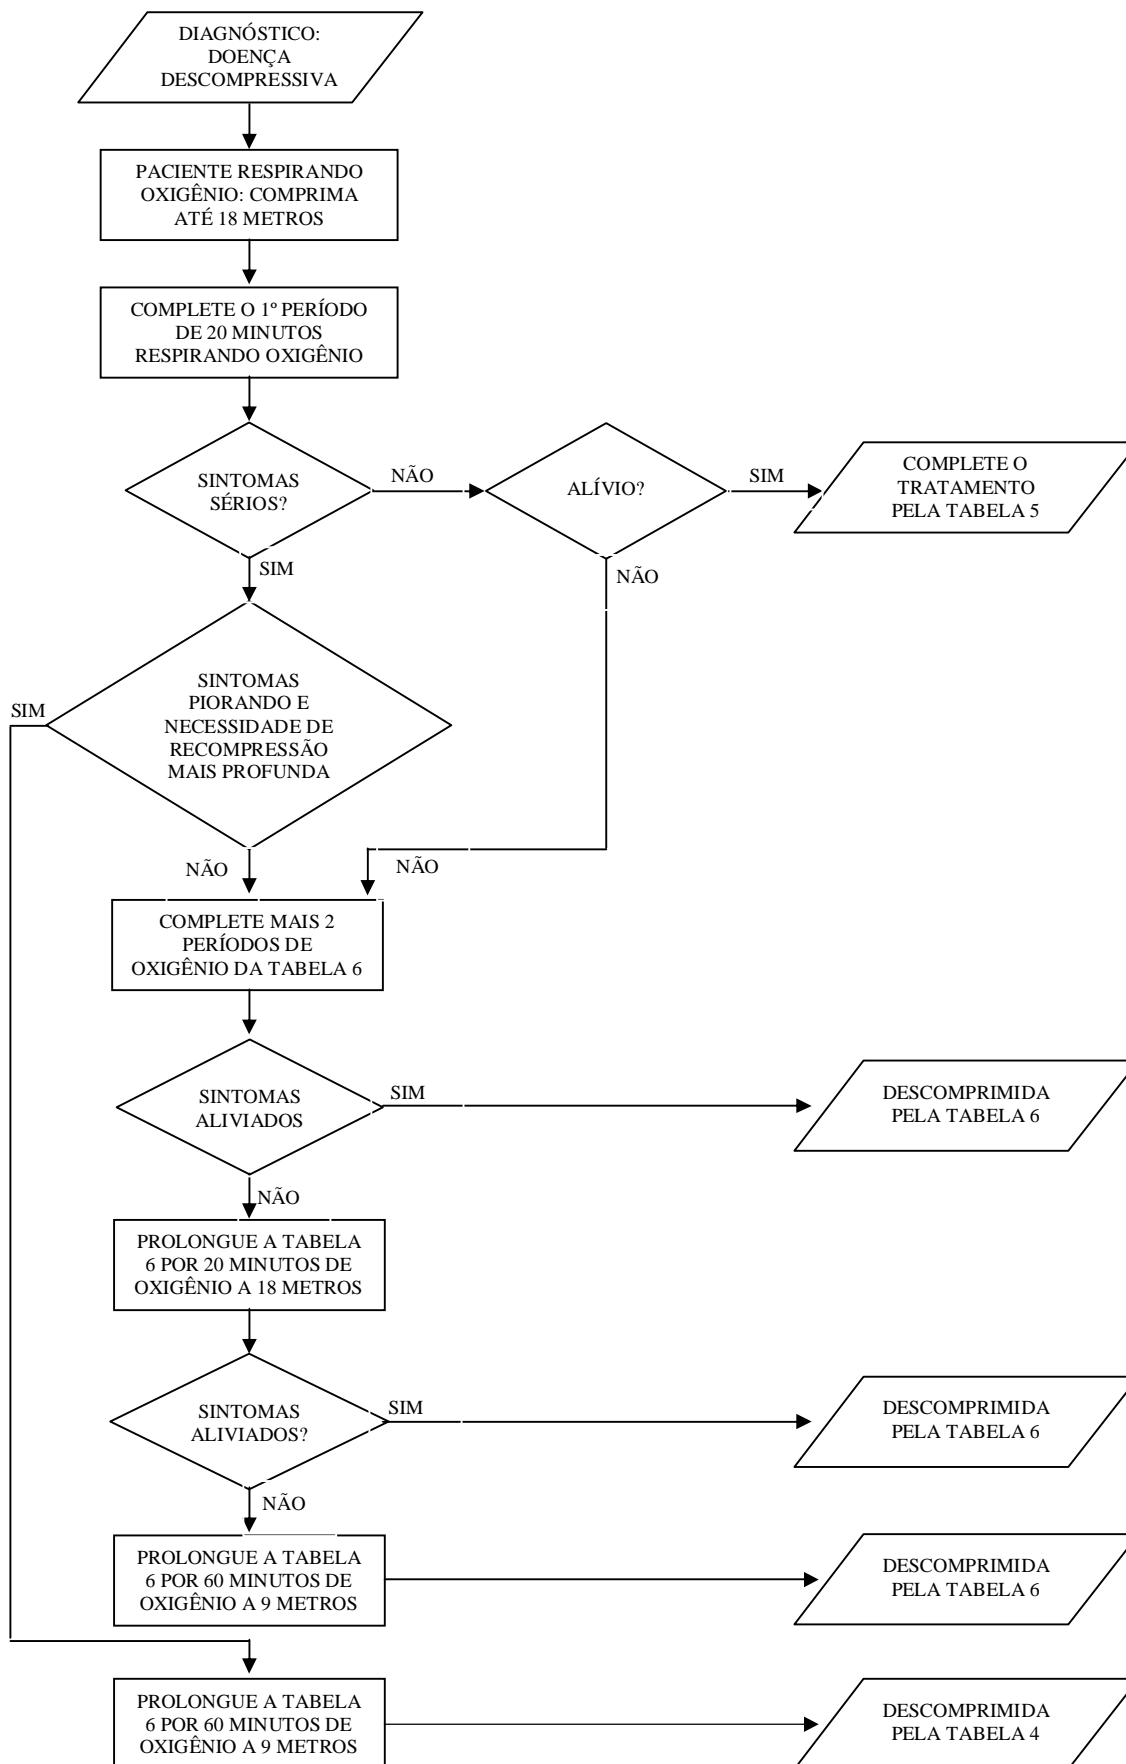 DIAGNÓSTICO:
DOENÇA
DESCOMPRESSIVA
PACIENTE RESPIRANDO
OXIGÊNIO: COMPRIMA
ATÉ 18 METROS
COMPLETE O 1º PERÍODO
DE 20 MINUTOS
RESPIRANDO OXIGÊNIO
SINTOMAS
SÉRIOS?
NÃO
ALÍVIO?
SIM
COMPLETE O
TRATAMENTO
PELA TABELA 5
SIM
NÃO
SINTOMAS
PIORANDO E
NECESSIDADE DE
RECOMPRESSÃO
MAIS PROFUNDA
SIM
NÃO
NÃO
COMPLETE MAIS 2
PERÍODOS DE
OXIGÊNIO DA TABELA 6
SINTOMAS
ALIVIADOS
SIM
DESCOMPRIMIDA
PELA TABELA 6
NÃO
PROLONGUE A TABELA
6 POR 20 MINUTOS DE
OXIGÊNIO A 18 METROS
SINTOMAS
ALIVIADOS?
SIM
DESCOMPRIMIDA
PELA TABELA 6
NÃO
PROLONGUE A TABELA
6 POR 60 MINUTOS DE
OXIGÊNIO A 9 METROS
DESCOMPRIMIDA
PELA TABELA 6
PROLONGUE A TABELA
6 POR 60 MINUTOS DE
OXIGÊNIO A 9 METROS
DESCOMPRIMIDA
PELA TABELA 4